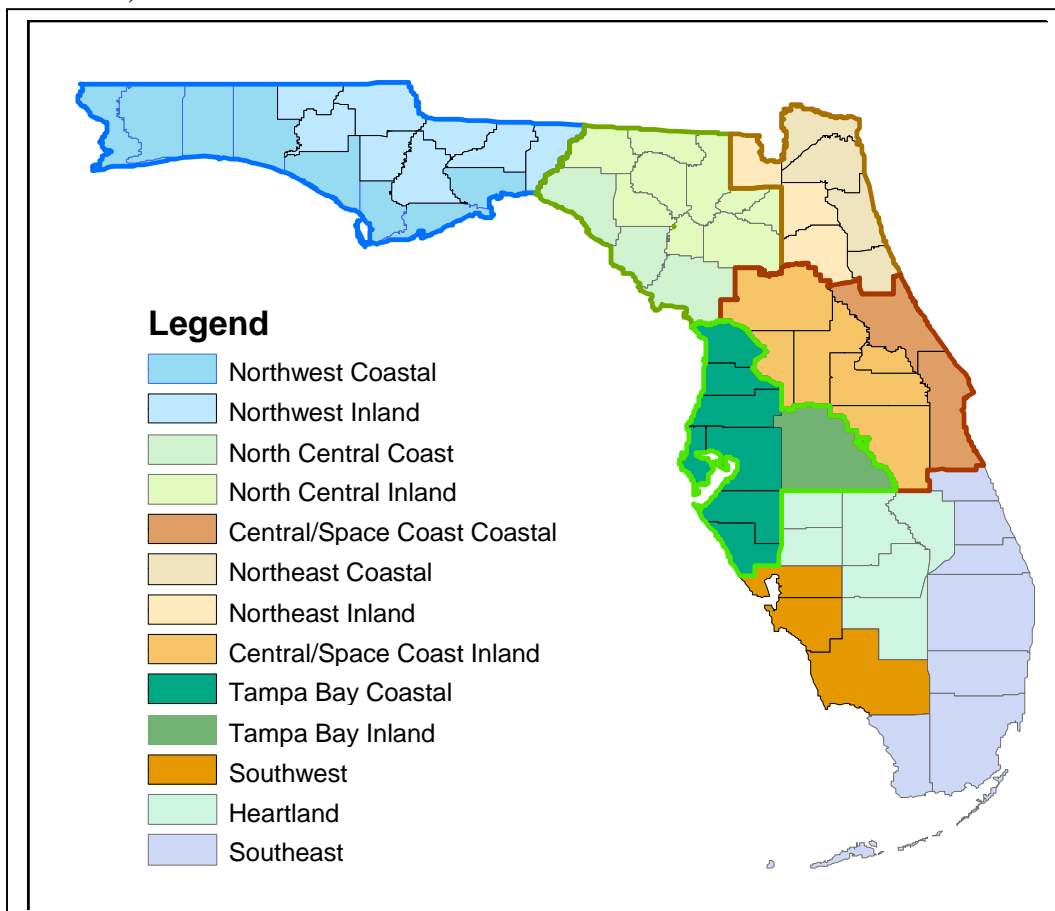 Legend
Northwest Coastal
Northwest Inland
North Central Coast
North Central Inland
Central/Space Coast Coastal
Northeast Coastal
Northeast Inland
Central/Space Coast Inland
Tampa Bay Coastal
Tampa Bay Inland
Southwest
Heartland
Southeast